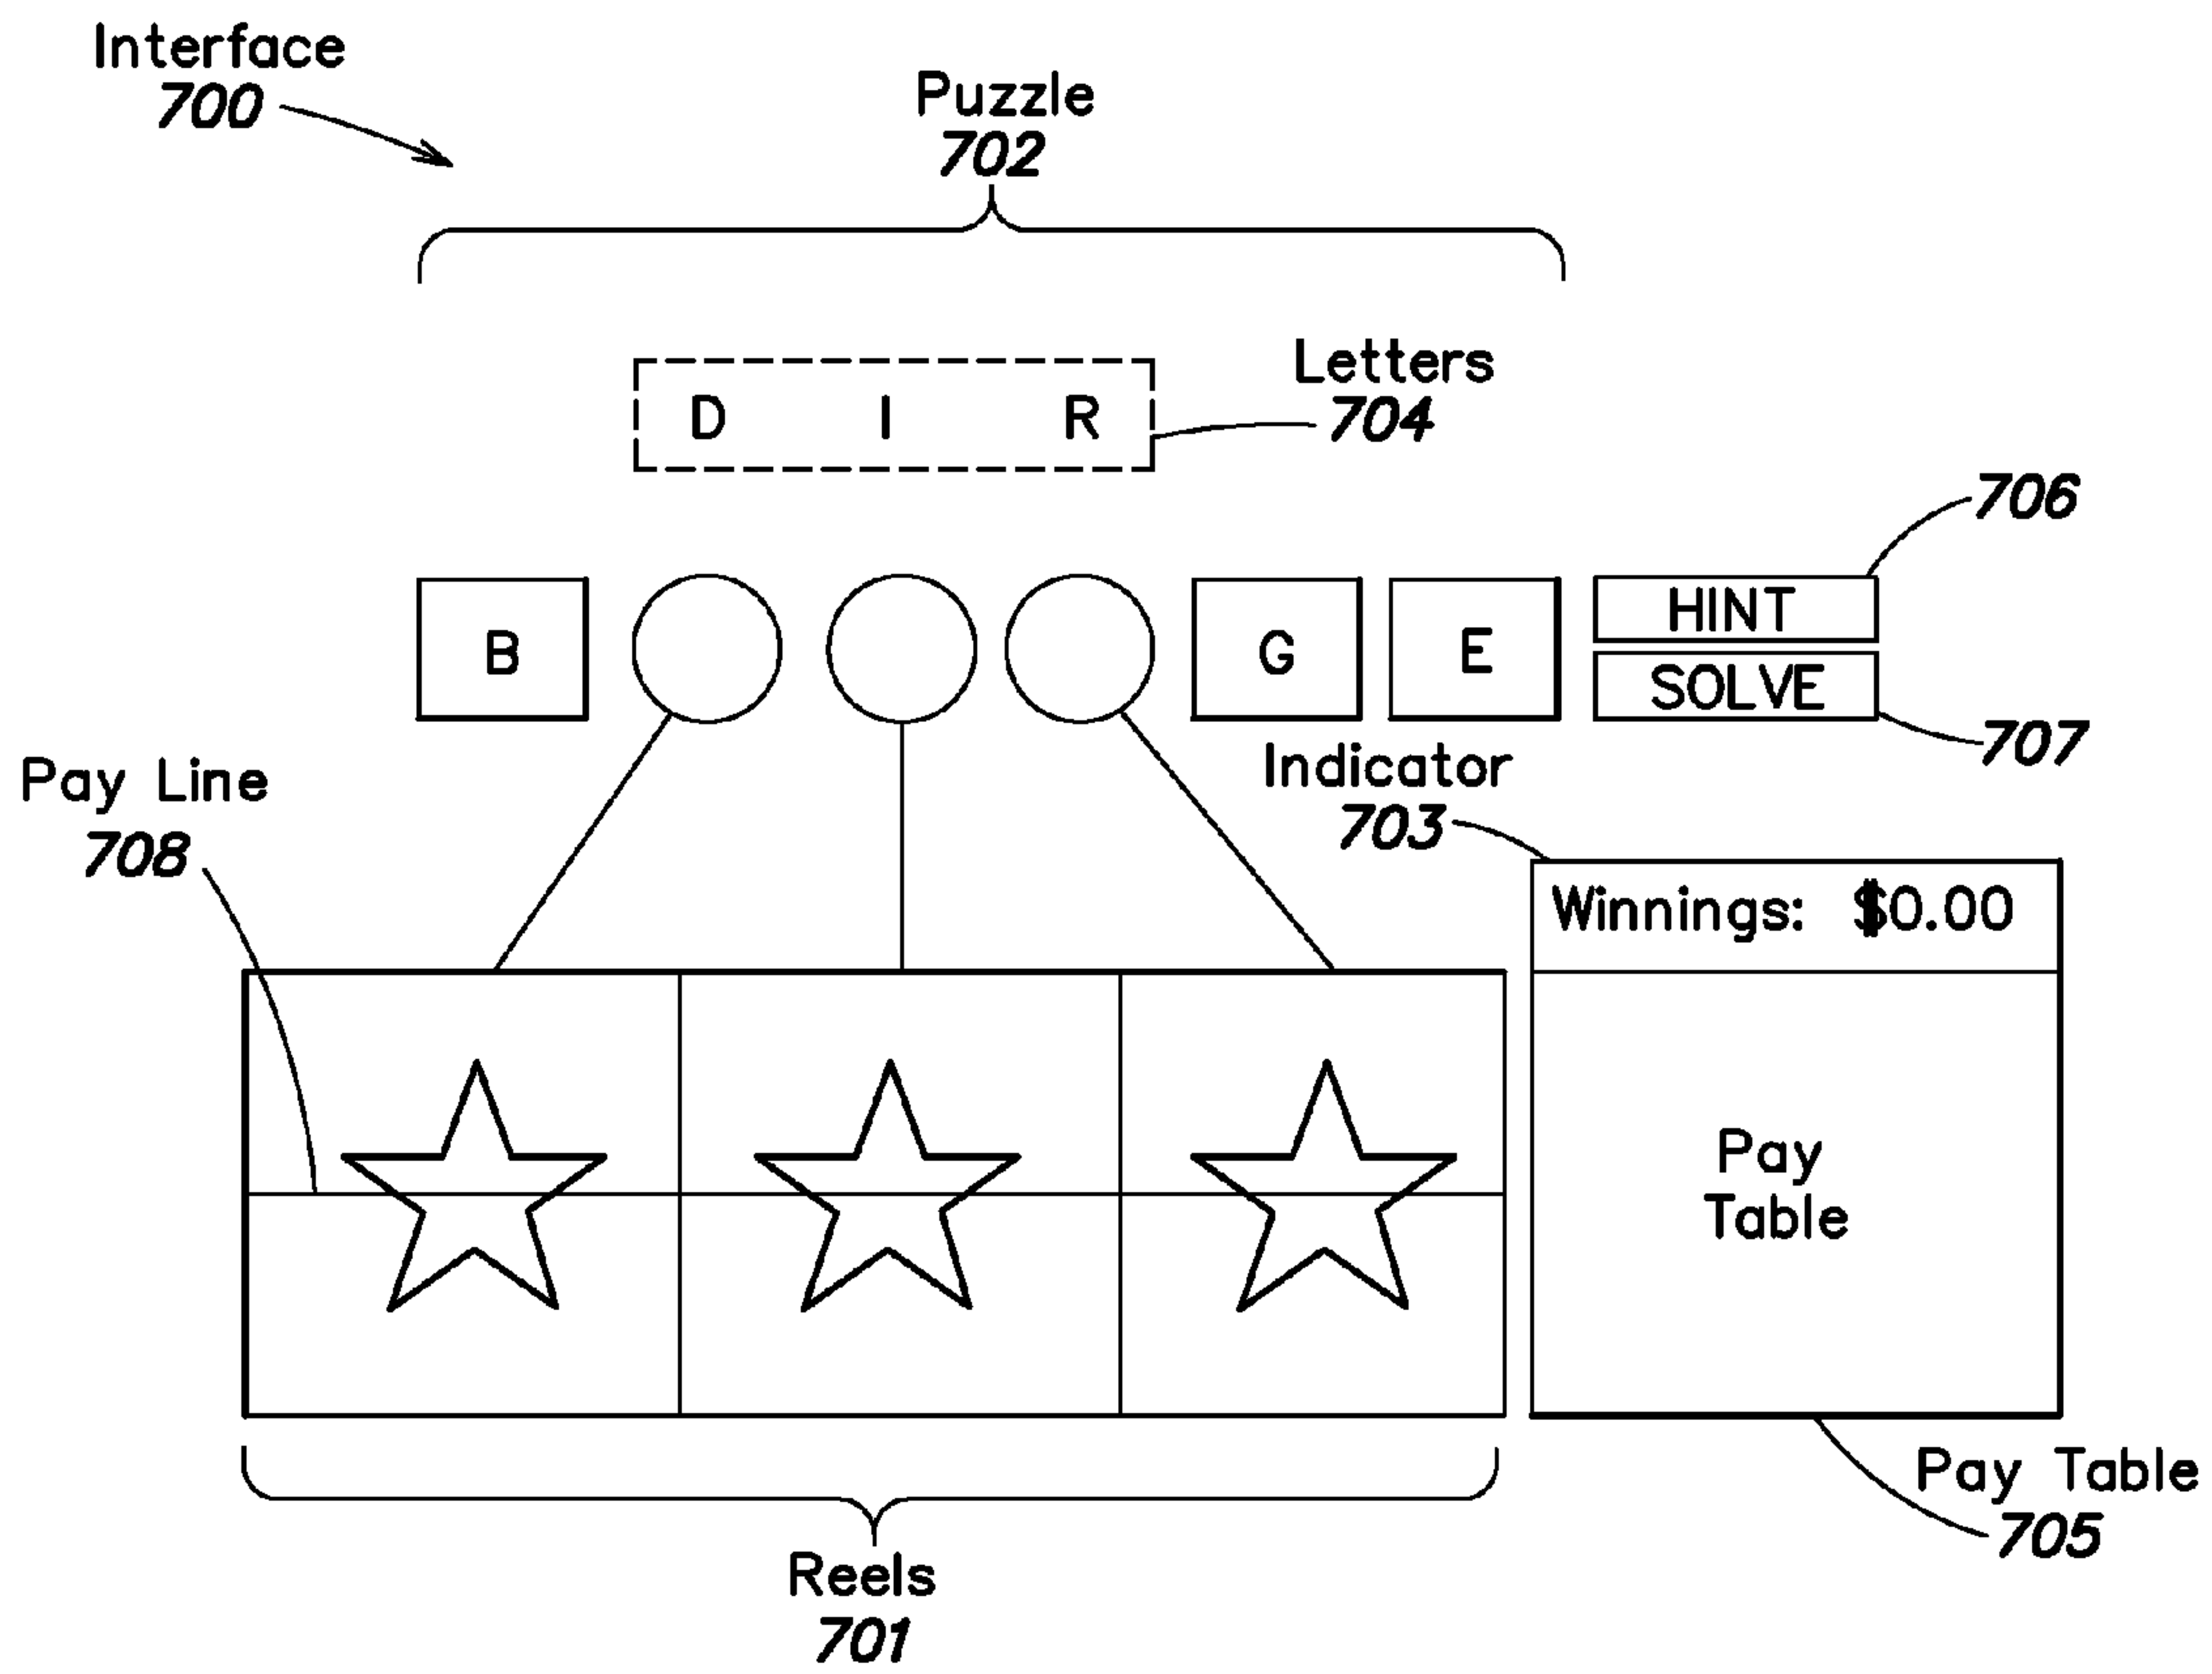 Interface
700
Puzzle
702
D I R
Letters
704
706
B G E HINT
SOLVE
707
Pay Line
708
Indicator
703
Winnings: $0.00
Pay
Table
Pay Table
705
Reels
701